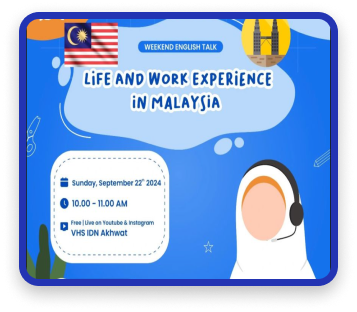 WEEKEND ENGLISH TALK
LiFE AND WORK EXPERiENCE
iN MALAYSiA
Sunday, September 22" 2024
10.00 - 11.00 AM
Free | Live on Youtube & Instagram
VHS IDN Akhwat